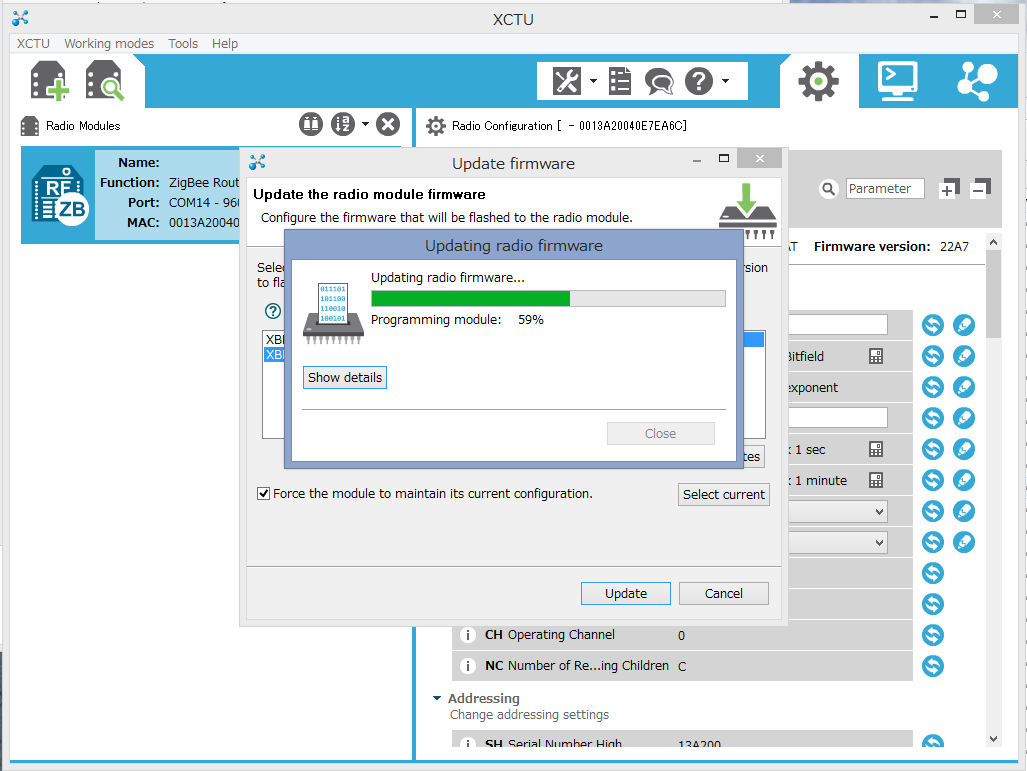 XCTU
XCTU Working modes Tools Help
Radio Modules
Radio Configuration [ - 0013A20040E7EA6C]
Name:
Function: ZigBee Rout
Port: COM14 - 960
MAC: 0013A20040
RF
ZB
Parameter
Firmware version: 22A7
Update firmware
Update the radio module firmware
Configure the firmware that will be flashed to the radio module.
to fla
Updating radio firmware
Updating radio firmware...
Programming module: 59%
011101
101100
110010
100101
Show details
Close
XB
XB
Force the module to maintain its current configuration.
Select current
Update
Cancel
Bitfield
exponent
x 1 sec
x 1 minute
i CH Operating Channel 0
i NC Number of Re...ing Children C
Addressing
Change addressing settings
i SH Serial Number High 13A200